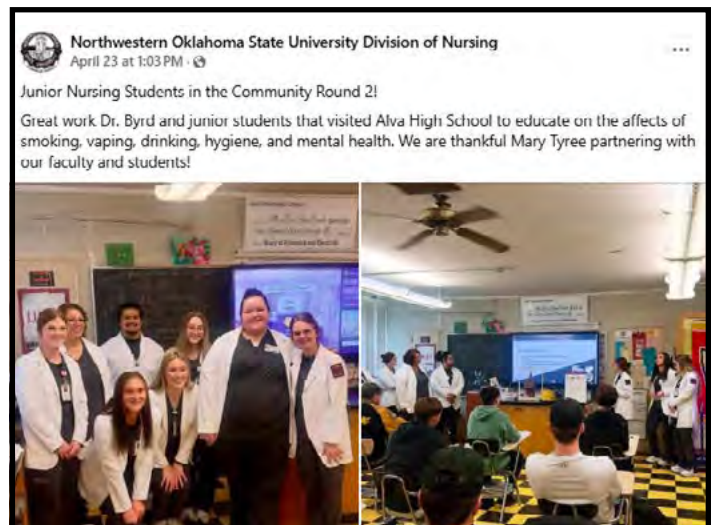 Northwestern Oklahoma State University Division of Nursing
April 23 at 1:03 PM ·
Junior Nursing Students in the Community Round 2!
Great work Dr. Byrd and junior students that visited Alva High School to educate on the affects of
smoking, vaping, drinking, hygiene, and mental health. We are thankful Mary Tyree partnering with
our faculty and students!